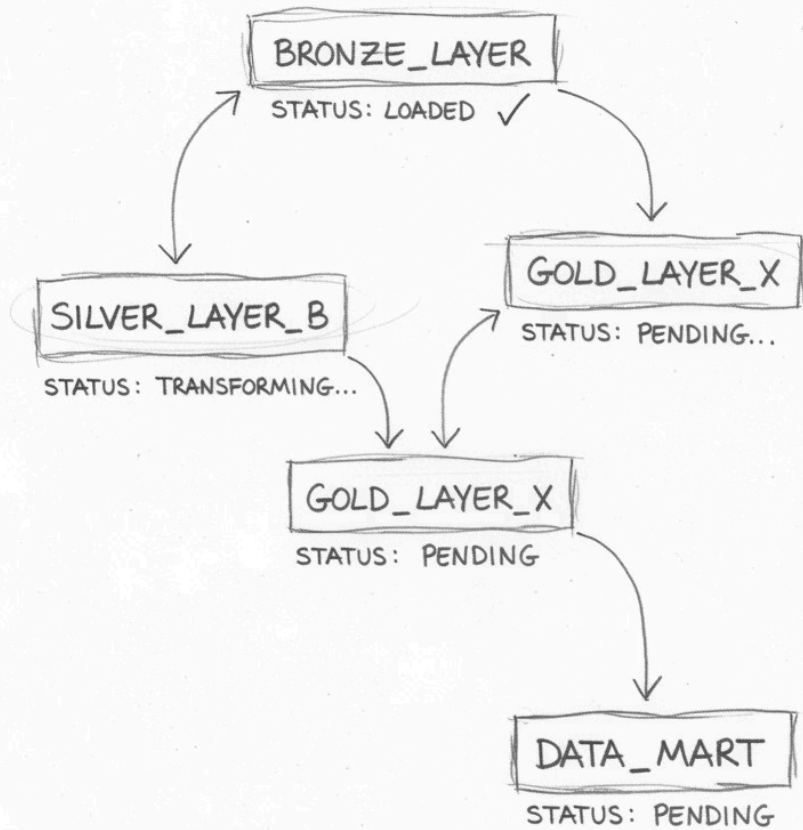 BRONZE_LAYER
STATUS: LOADED ✓
SILVER_LAYER_B
STATUS: TRANSFORMING...
GOLD_LAYER_X
STATUS: PENDING...
GOLD_LAYER_X
STATUS: PENDING
DATA_MART
STATUS: PENDING